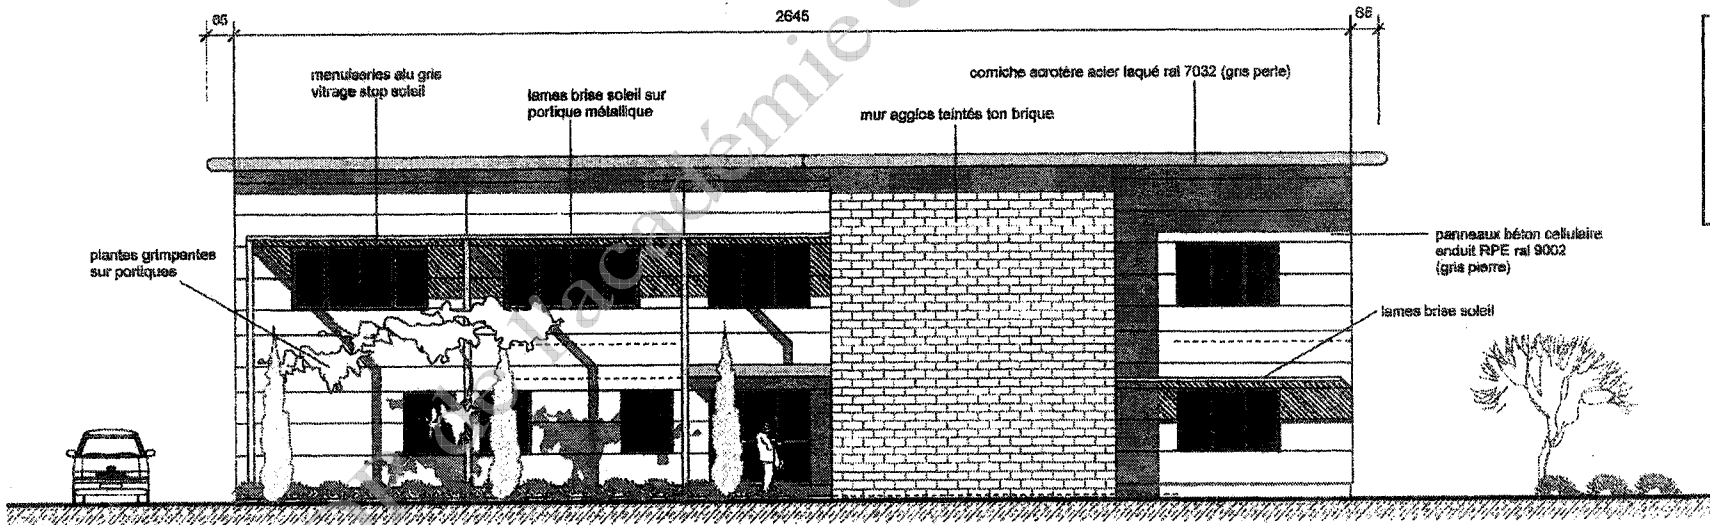 65
2645
65
menuiseries alu gris
vitrage stop soleil
lames brise soleil sur
portique métallique
corniche acrotère acier laqué ral 7032 (gris perle)
mur agglos teintés ton brique
plantes grimpantes
sur portiques
panneaux béton cellulaire
enduit RPE ral 9002
(gris pierre)
lames brise soleil
de l'académie